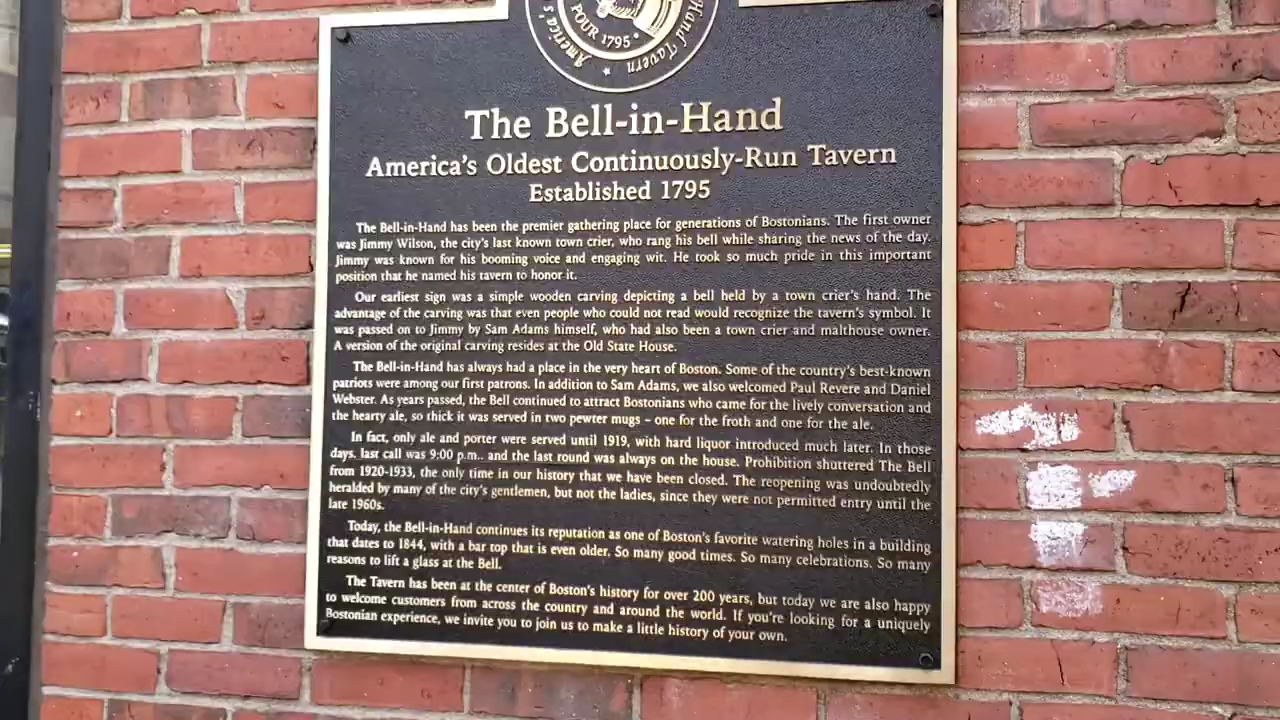 America's
POUR 1795
Hand Tavern
The Bell-in-Hand
America's Oldest Continuously-Run Tavern
Established 1795
The Bell-in-Hand has been the premier gathering place for generations of Bostonians. The first owner
was Jimmy Wilson, the city's last known town crier, who rang his bell while sharing the news of the day.
Jimmy was known for his booming voice and engaging wit. He took so much pride in this important
position that he named his tavern to honor it.
Our earliest sign was a simple wooden carving depicting a bell held by a town crier's hand. The
advantage of the carving was that even people who could not read would recognize the tavern's symbol. It
was passed on to Jimmy by Sam Adams himself, who had also been a town crier and malthouse owner.
A version of the original carving resides at the Old State House.
The Bell-in-Hand has always had a place in the very heart of Boston. Some of the country's best-known
patriots were among our first patrons. In addition to Sam Adams, we also welcomed Paul Revere and Daniel
Webster. As years passed, the Bell continued to attract Bostonians who came for the lively conversation and
the hearty ale, so thick it was served in two pewter mugs – one for the froth and one for the ale.
In fact, only ale and porter were served until 1919, with hard liquor introduced much later. In those
days, last call was 9:00 p.m.. and the last round was always on the house. Prohibition shuttered The Bell
from 1920-1933, the only time in our history that we have been closed. The reopening was undoubtedly
heralded by many of the city's gentlemen, but not the ladies, since they were not permitted entry until the
late 1960s.
Today, the Bell-in-Hand continues its reputation as one of Boston's favorite watering holes in a building
that dates to 1844, with a bar top that is even older. So many good times. So many celebrations. So many
reasons to lift a glass at the Bell.
The Tavern has been at the center of Boston's history for over 200 years, but today we are also happy
to welcome customers from across the country and around the world. If you're looking for a uniquely
Bostonian experience, we invite you to join us to make a little history of your own.